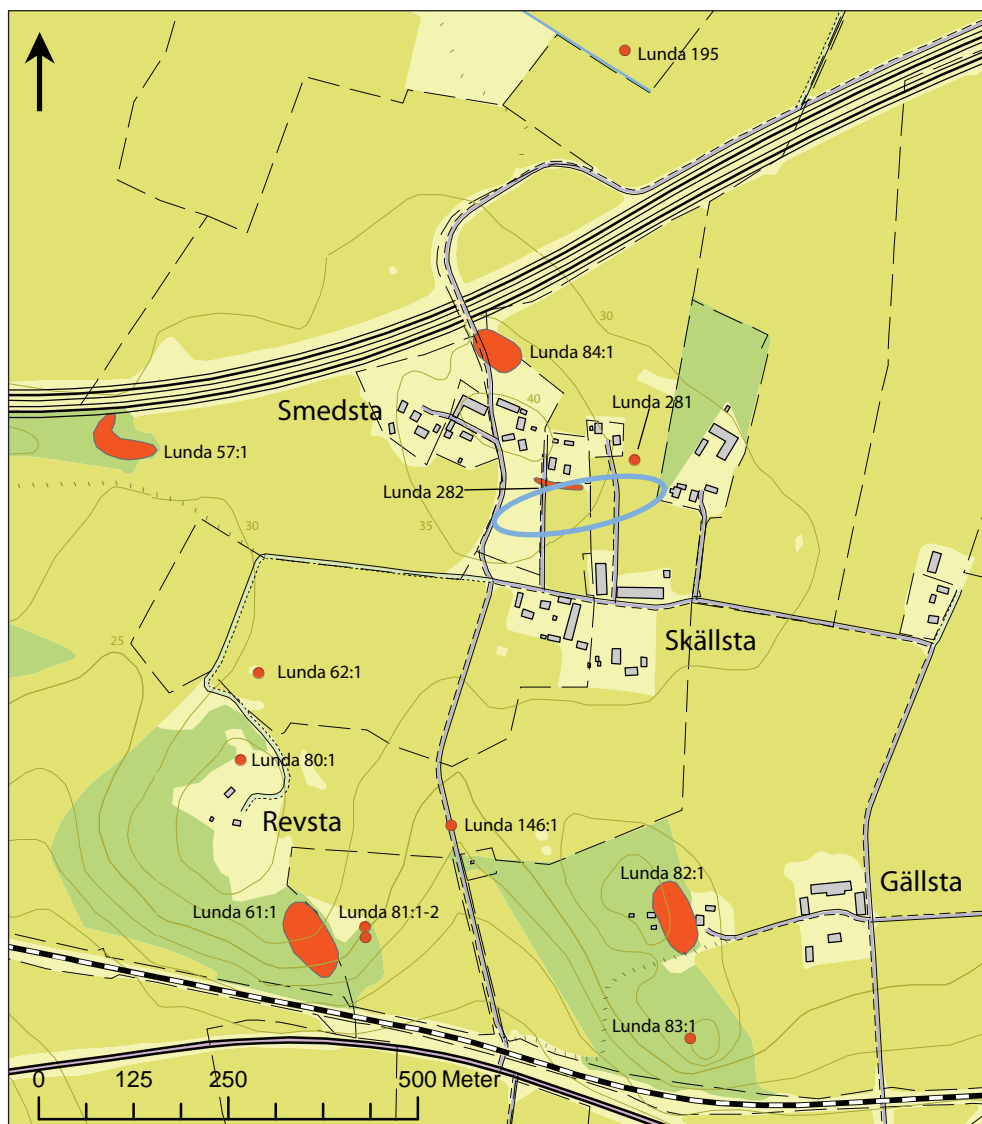 Lunda 195
30
Lunda 84:1
40
Smedsta
Lunda 281
Lunda 57:1
Lunda 282
35
30
25
Skällsta
Lunda 62:1
Lunda 80:1
Revsta
Lunda 146:1
Lunda 82:1
Gällsta
Lunda 61:1
Lunda 81:1-2
Lunda 83:1
0 125 250 500 Meter